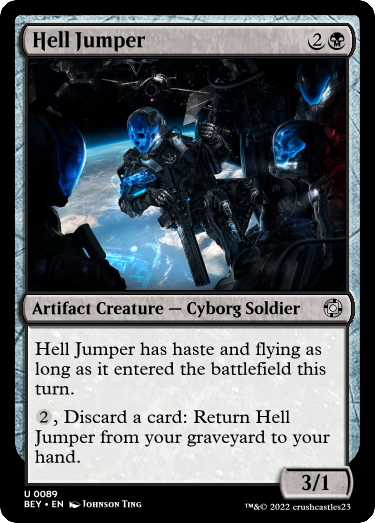 Hell Jumper 2
Artifact Creature — Cyborg Soldier
Hell Jumper has haste and flying as
long as it entered the battlefield this
turn.
2, Discard a card: Return Hell
Jumper from your graveyard to your
hand.
3/1
U 0089
BEY • EN Johnson Ting
™&© 2022 crushcastles23